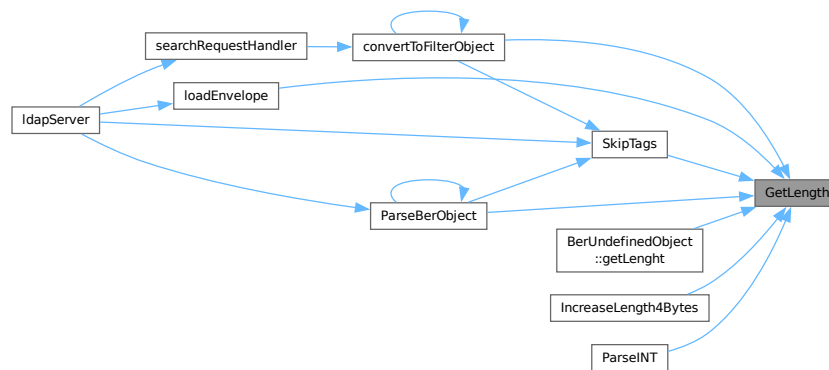 searchRequestHandler
convertToFilterObject
loadEnvelope
ldapServer
SkipTags
GetLength
ParseBerObject
BerUndefinedObject
::getLenght
IncreaseLength4Bytes
ParseINT